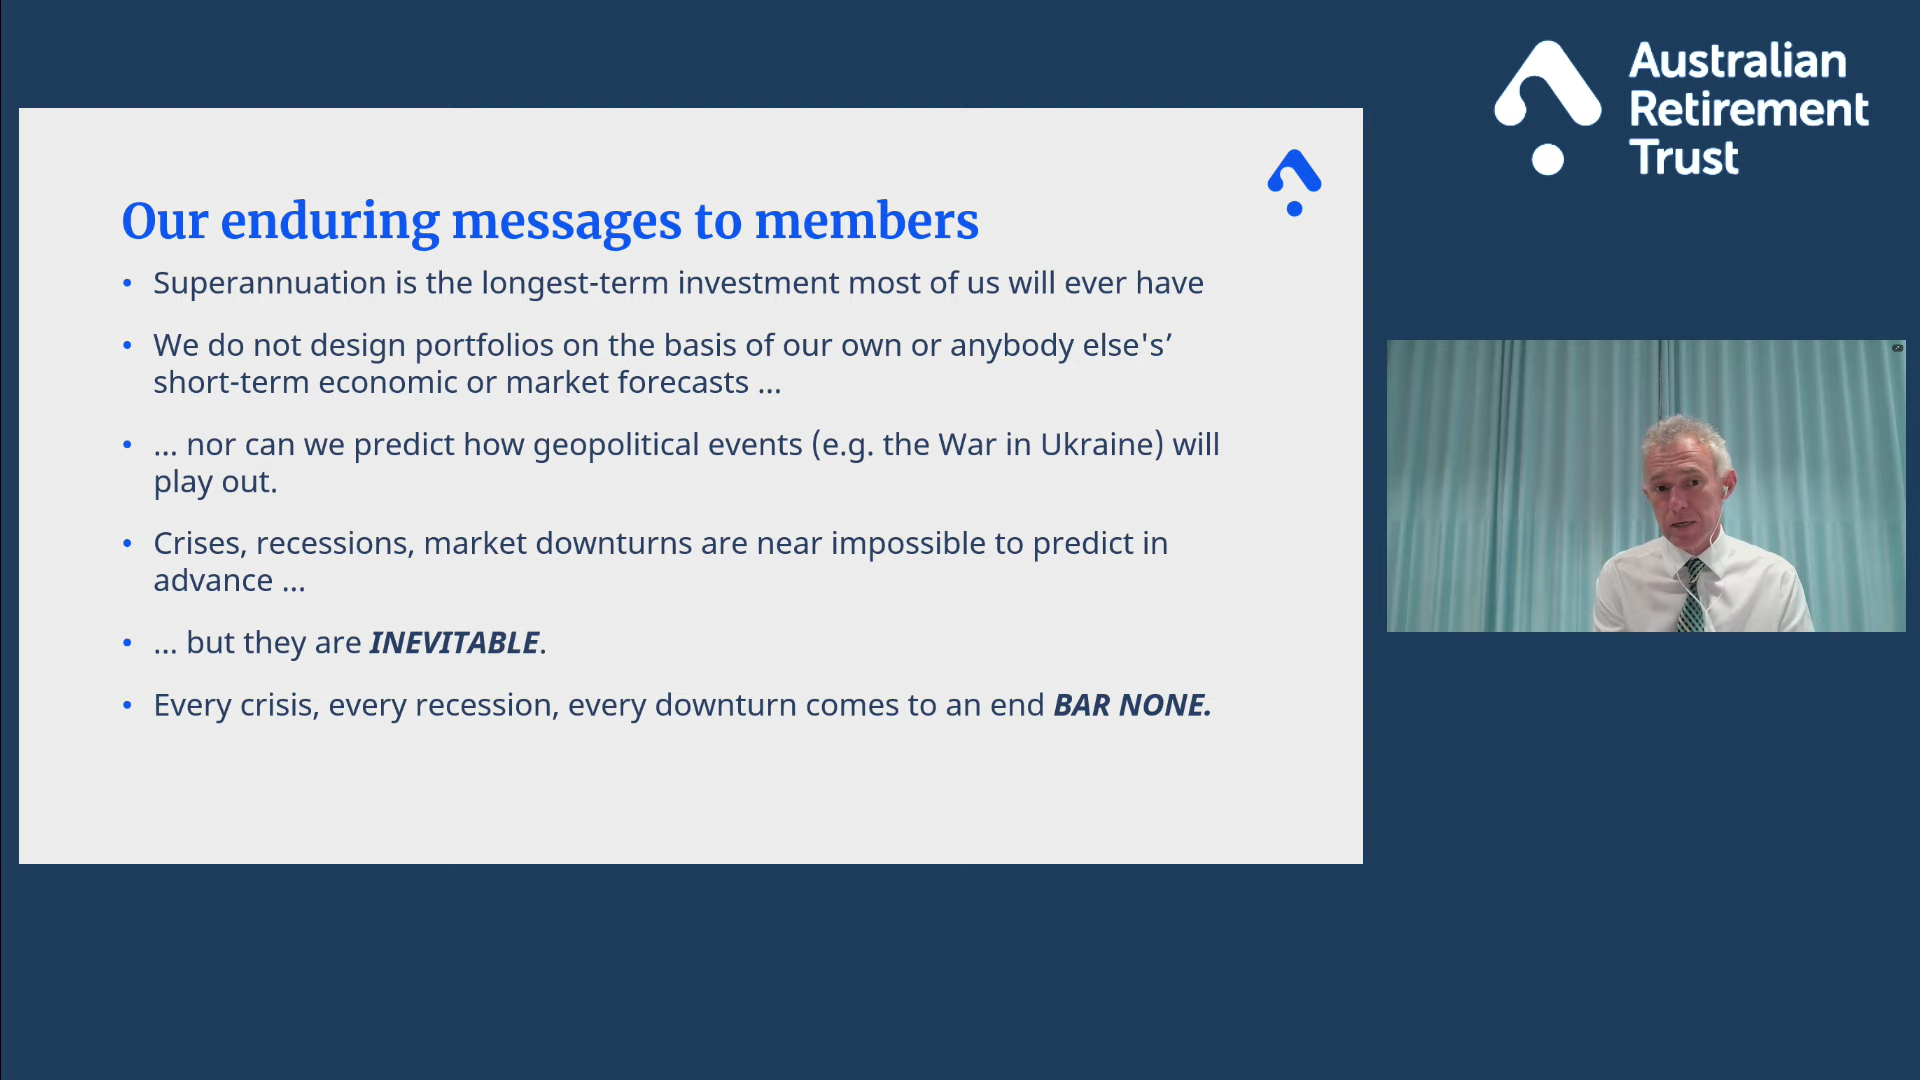 Australian
Retirement
Trust
Our enduring messages to members
• Superannuation is the longest-term investment most of us will ever have
• We do not design portfolios on the basis of our own or anybody else's’
short-term economic or market forecasts ...
• ... nor can we predict how geopolitical events (e.g. the War in Ukraine) will
play out.
• Crises, recessions, market downturns are near impossible to predict in
advance ...
• ... but they are INEVITABLE.
• Every crisis, every recession, every downturn comes to an end BAR NONE.